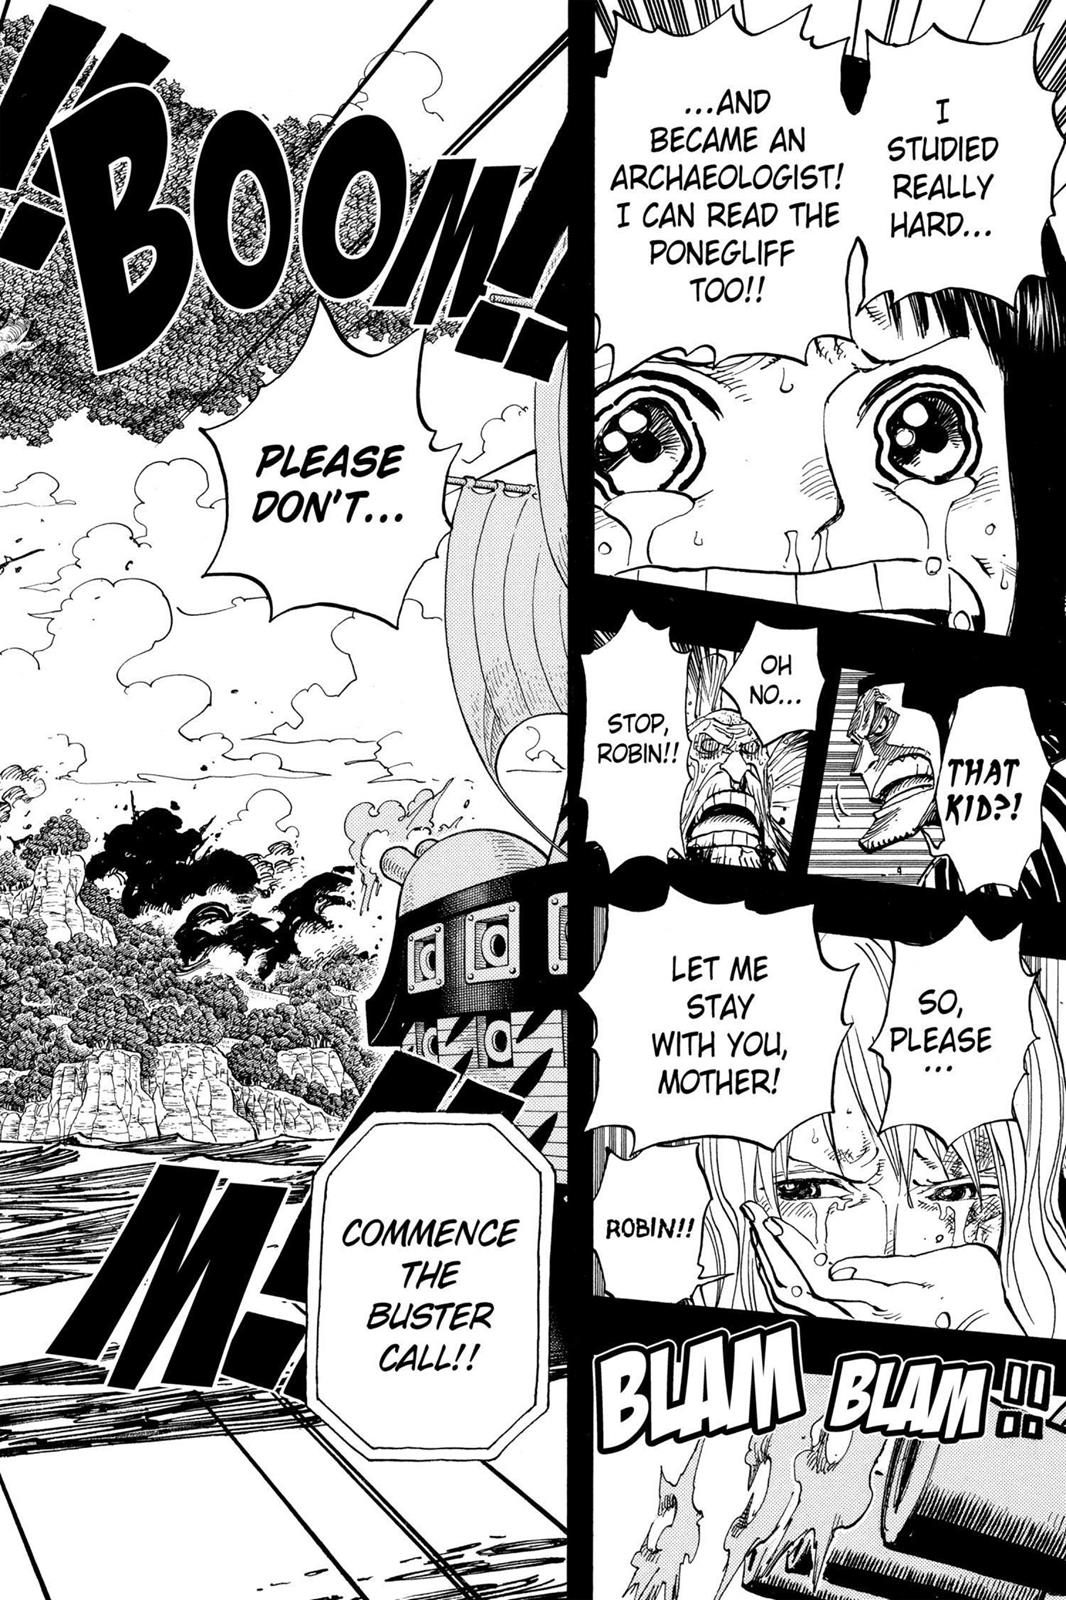 I
STUDIED
REALLY
HARD...
...AND
BECAME AN
ARCHAEOLOGIST!
I CAN READ THE
PONEGLIFF
TOO!!
THAT
KID?!
OH
NO...
STOP,
ROBIN!!
SO,
PLEASE
...
LET ME
STAY
WITH YOU,
MOTHER!
ROBIN!!
BLAM
BLAM!!
BOOM!!
PLEASE
DON'T...
COMMENCE
THE
BUSTER
CALL!!